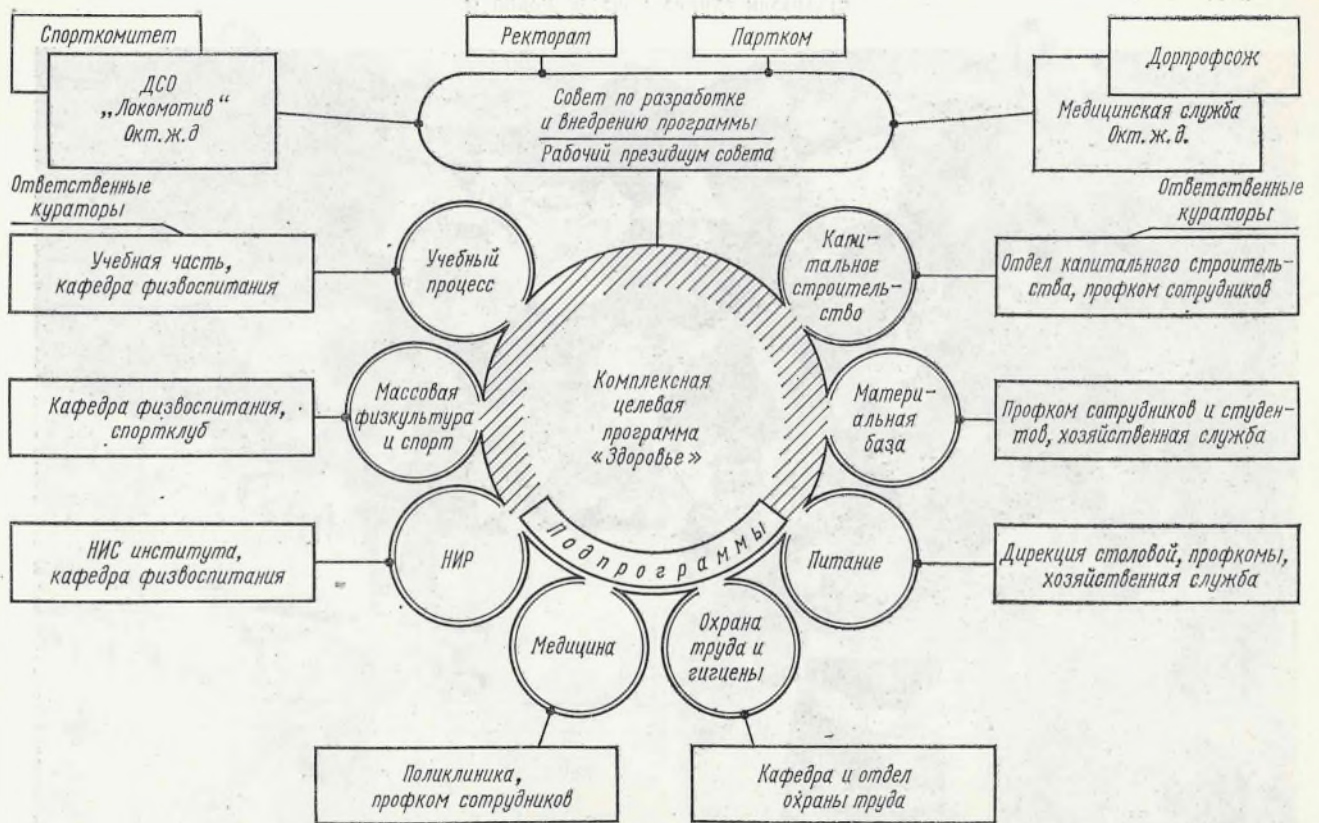 Спорткомитет
Ректорат
Партком
Дорпрофсож
ДСО
„Локомотив“
Окт. ж. д
Совет по разработке
и внедрению программы
Рабочий президиум совета
Медицинская служба
Окт. ж. д.
Ответственные
кураторы
Ответственные
кураторы
Учебная часть,
кафедра физвоспитания
Учебный
процесс
Капи-
тальное
строитель-
ство
Отдел капитального строитель-
ства, профком сотрудников
Кафедра физвоспитания,
спортклуб
Массовая
физкультура
и спорт
Комплексная
целевая
программа
«Здоровье»
Матери-
альная
база
Профком сотрудников и студен-
тов, хозяйственная служба
НИС института,
кафедра физвоспитания
НИР
Подпрограммы
Питание
Дирекция столовой, профкомы,
хозяйственная служба
Медицина
Охрана
труда и
гигиены
Поликлиника,
профком сотрудников
Кафедра и отдел
охраны труда